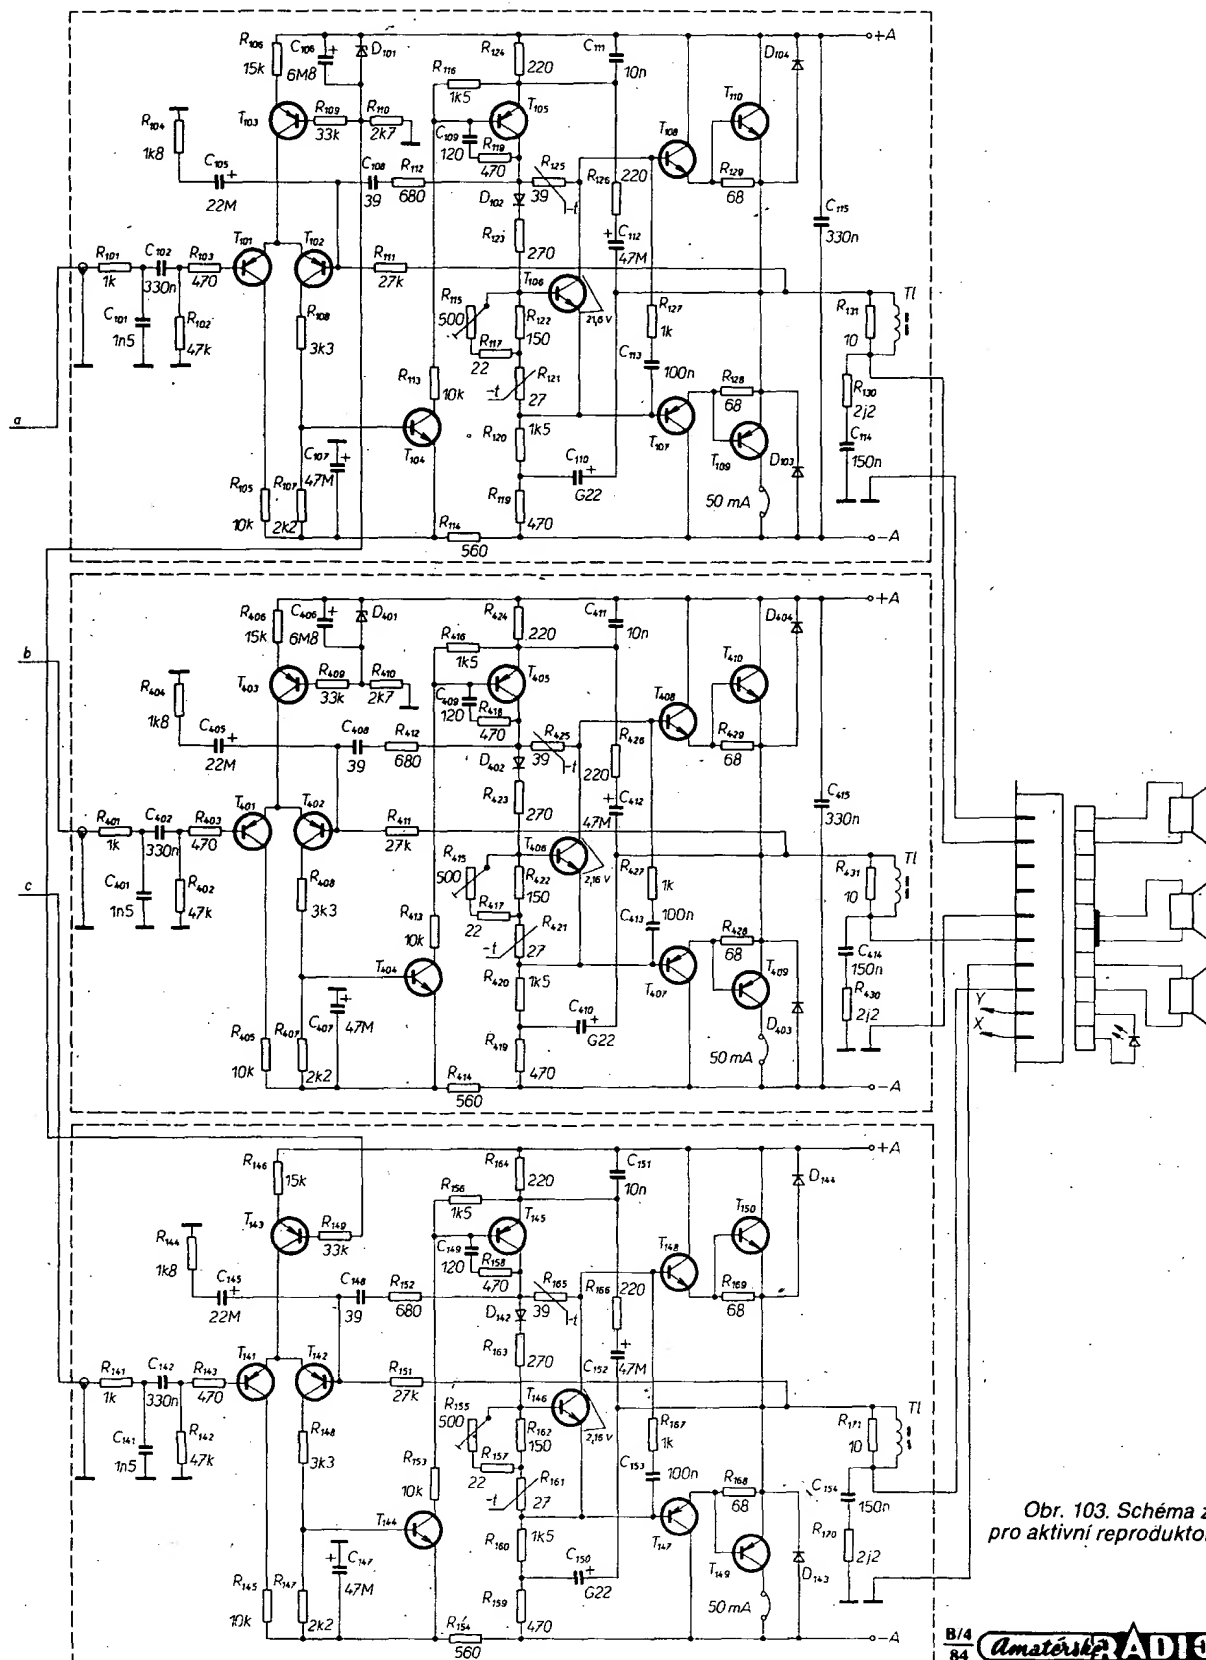 R106
15k
C106
+
6M8
D101
R124
220
C111
10n
D104
+A
R116
1k5
T103
R109
33k
R110
2k7
T105
T108
T110
R104
1k8
C109
120
R118
470
C105
+
22M
C108
39
R112
680
R125
39
-t
R126
220
R129
68
D102
R123
270
C112
+
47M
C115
330n
R101
1k
C102
330n
R103
470
T101
T102
R111
27k
T106
21,6 V
C101
1n5
R102
47k
R108
3k3
R115
500
R122
150
R127
1k
R131
10
Tl
R117
22
C113
100n
R113
10k
-t
R121
27
R128
68
R130
2j2
a
R120
1k5
T104
T107
T109
D103
C114
150n
C107
+
47M
C110
+
G22
R105
10k
R107
2k2
R119
470
50 mA
R114
560
-A
R406
15k
C406
+
6M8
D401
R424
220
C411
10n
D404
+A
R416
1k5
b
T403
R409
33k
R410
2k7
T405
T408
T410
R404
1k8
C409
120
R418
470
C405
+
22M
C408
39
R412
680
R425
39
-t
R426
220
R429
68
D402
R423
270
C412
+
47M
C415
330n
R401
1k
C402
330n
R403
470
T401
T402
R411
27k
T406
2,16 V
c
C401
1n5
R402
47k
R408
3k3
R415
500
R422
150
R427
1k
R431
10
Tl
R417
22
C413
100n
R413
10k
-t
R421
27
R428
68
C414
150n
T404
R420
1k5
T407
T409
R430
2j2
Y
X
C407
+
47M
C410
+
G22
D403
R405
10k
R407
2k2
R419
470
50 mA
R414
560
-A
R146
15k
R164
220
C151
10n
D144
+A
R156
1k5
T143
R149
33k
T145
T148
T150
R144
1k8
C149
120
R158
470
C145
+
22M
C148
39
R152
680
R165
39
-t
R166
220
R169
68
D142
R163
270
C152
+
47M
R141
1k
C142
330n
R143
470
T141
T142
R151
27k
T146
2,16 V
C141
1n5
R142
47k
R148
3k3
R155
500
R162
150
R167
1k
R171
10
Tl
R157
22
C153
100n
R153
10k
-t
R161
27
R168
68
C154
150n
T144
R160
1k5
T147
T149
R170
2j2
C147
+
47M
C150
+
G22
D143
R145
10k
R147
2k2
R159
470
50 mA
R154
560
-A
Obr. 103. Schéma z
pro aktivní reproduktor
B/4
84
Amatérské RADIO